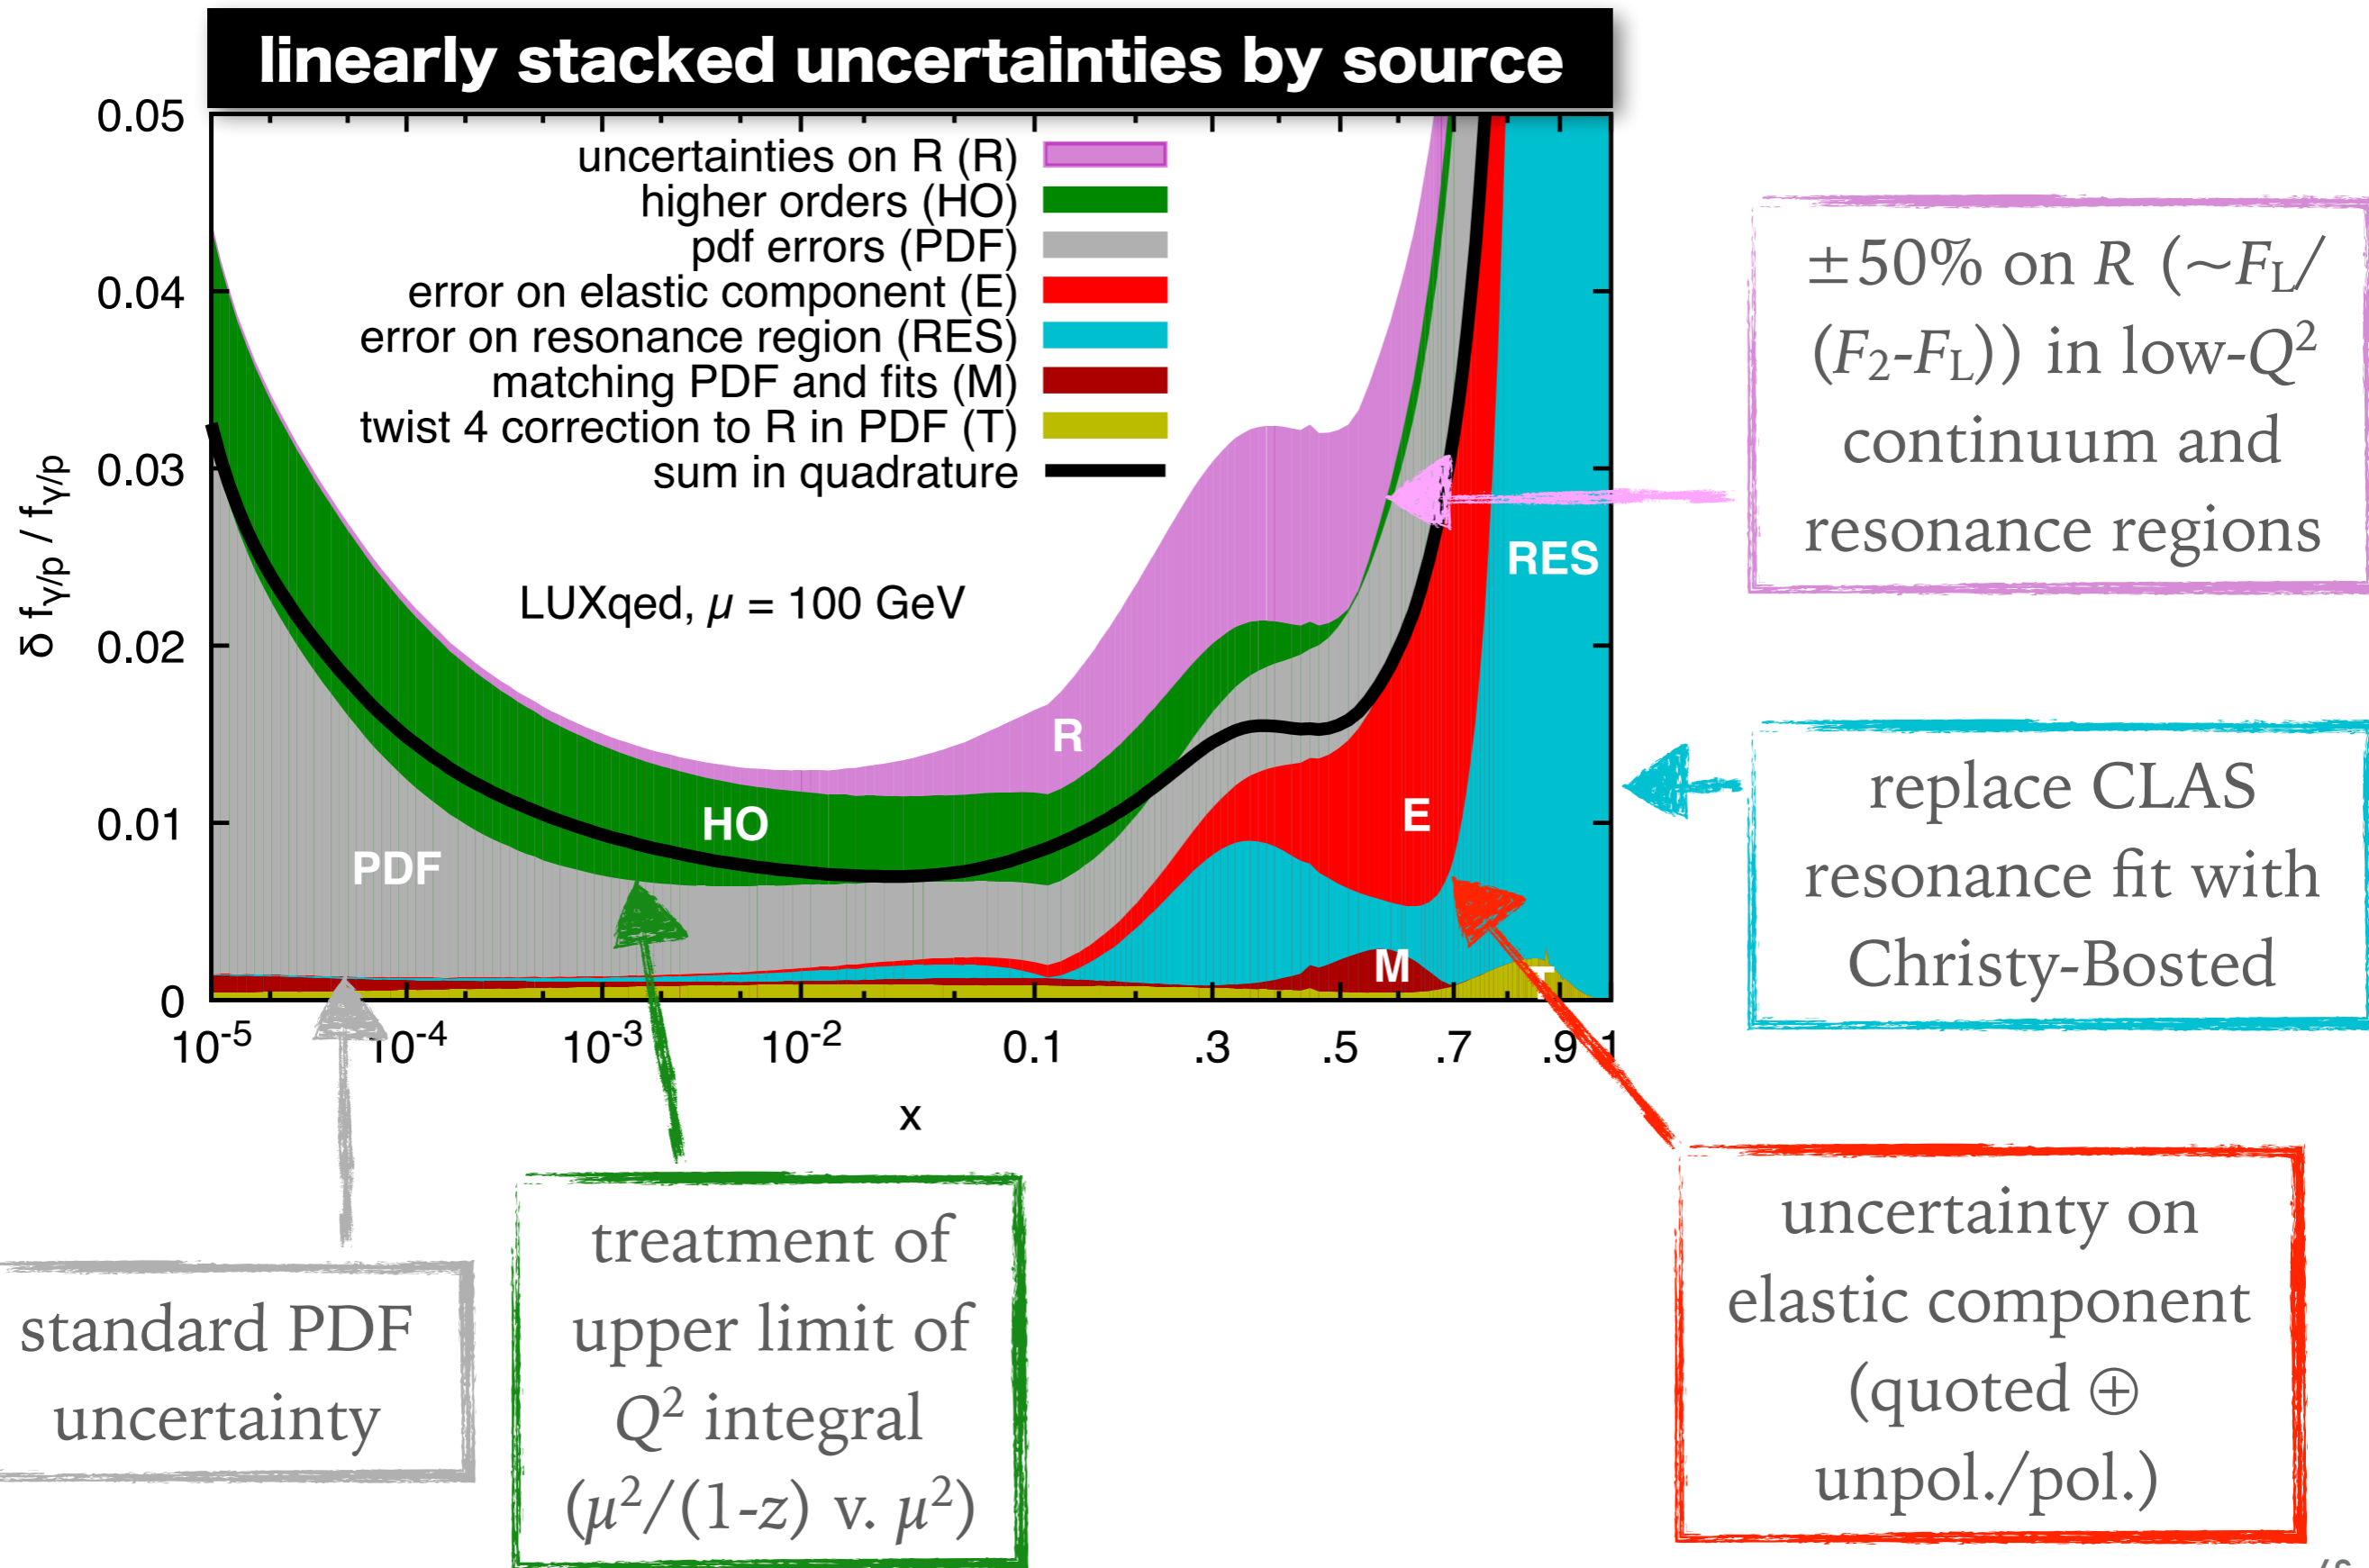 linearly stacked uncertainties by source
0.05
0.04
0.03
0.02
0.01
0
δ fγ/p / fγ/p
uncertainties on R (R)
higher orders (HO)
pdf errors (PDF)
error on elastic component (E)
error on resonance region (RES)
matching PDF and fits (M)
twist 4 correction to R in PDF (T)
sum in quadrature
LUXqed, μ = 100 GeV
R
HO
PDF
E
M
T
RES
10⁻⁵ 10⁻⁴ 10⁻³ 10⁻² 0.1 .3 .5 .7 .9 1
x
±50% on R (~F_L/
(F₂-F_L)) in low-Q²
continuum and
resonance regions
replace CLAS
resonance fit with
Christy-Bosted
standard PDF
uncertainty
treatment of
upper limit of
Q² integral
(μ²/(1-z) v. μ²)
uncertainty on
elastic component
(quoted ⊕
unpol./pol.)